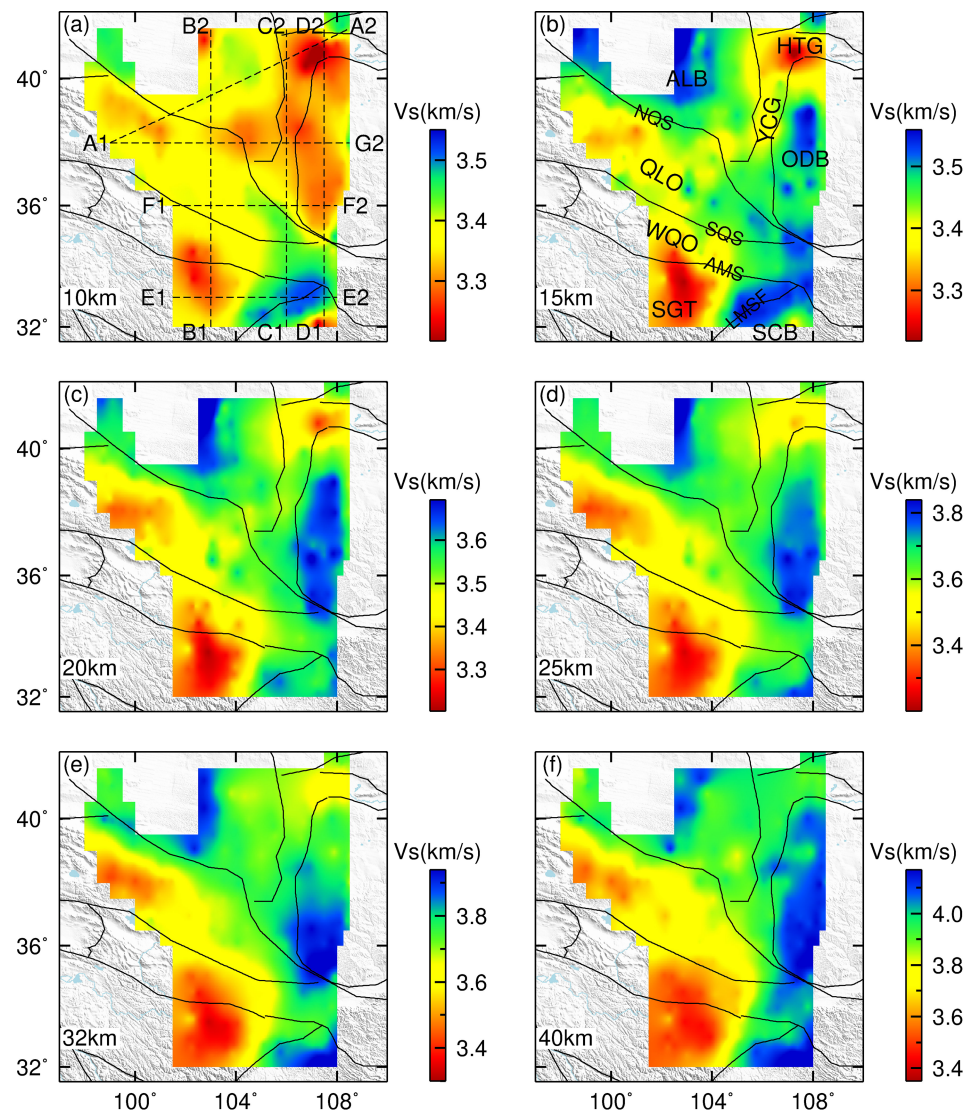 (a) B2 C2 D2 A2
40°
A1 G2
36° F1 F2
E1 E2
10km
32° B1 C1 D1
Vs(km/s)
3.5
3.4
3.3
(b) HTG
ALB
NQS YCG
QLO ODB
WQO SQS
AMS
SGT LMSF
15km SCB
Vs(km/s)
3.5
3.4
3.3
(c)
40°
36°
20km
32°
Vs(km/s)
3.6
3.5
3.4
3.3
(d)
25km
Vs(km/s)
3.8
3.6
3.4
(e)
40°
36°
32km
32°
100° 104° 108°
Vs(km/s)
3.8
3.6
3.4
(f)
40km
100° 104° 108°
Vs(km/s)
4.0
3.8
3.6
3.4